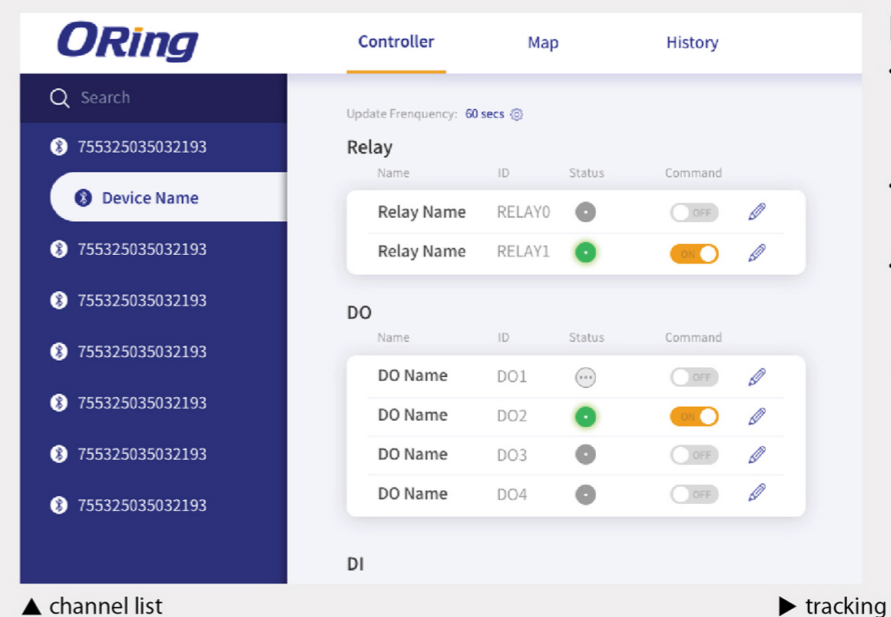 ORing
Controller Map History
Search
755325035032193
Device Name
755325035032193
755325035032193
755325035032193
755325035032193
755325035032193
755325035032193
Update Frenquency: 60 secs
Relay
Name ID Status Command
Relay Name RELAY0 OFF
Relay Name RELAY1 ON
DO
Name ID Status Command
DO Name DO1 OFF
DO Name DO2 ON
DO Name DO3 OFF
DO Name DO4 OFF
DI
▲ channel list
▶ tracking